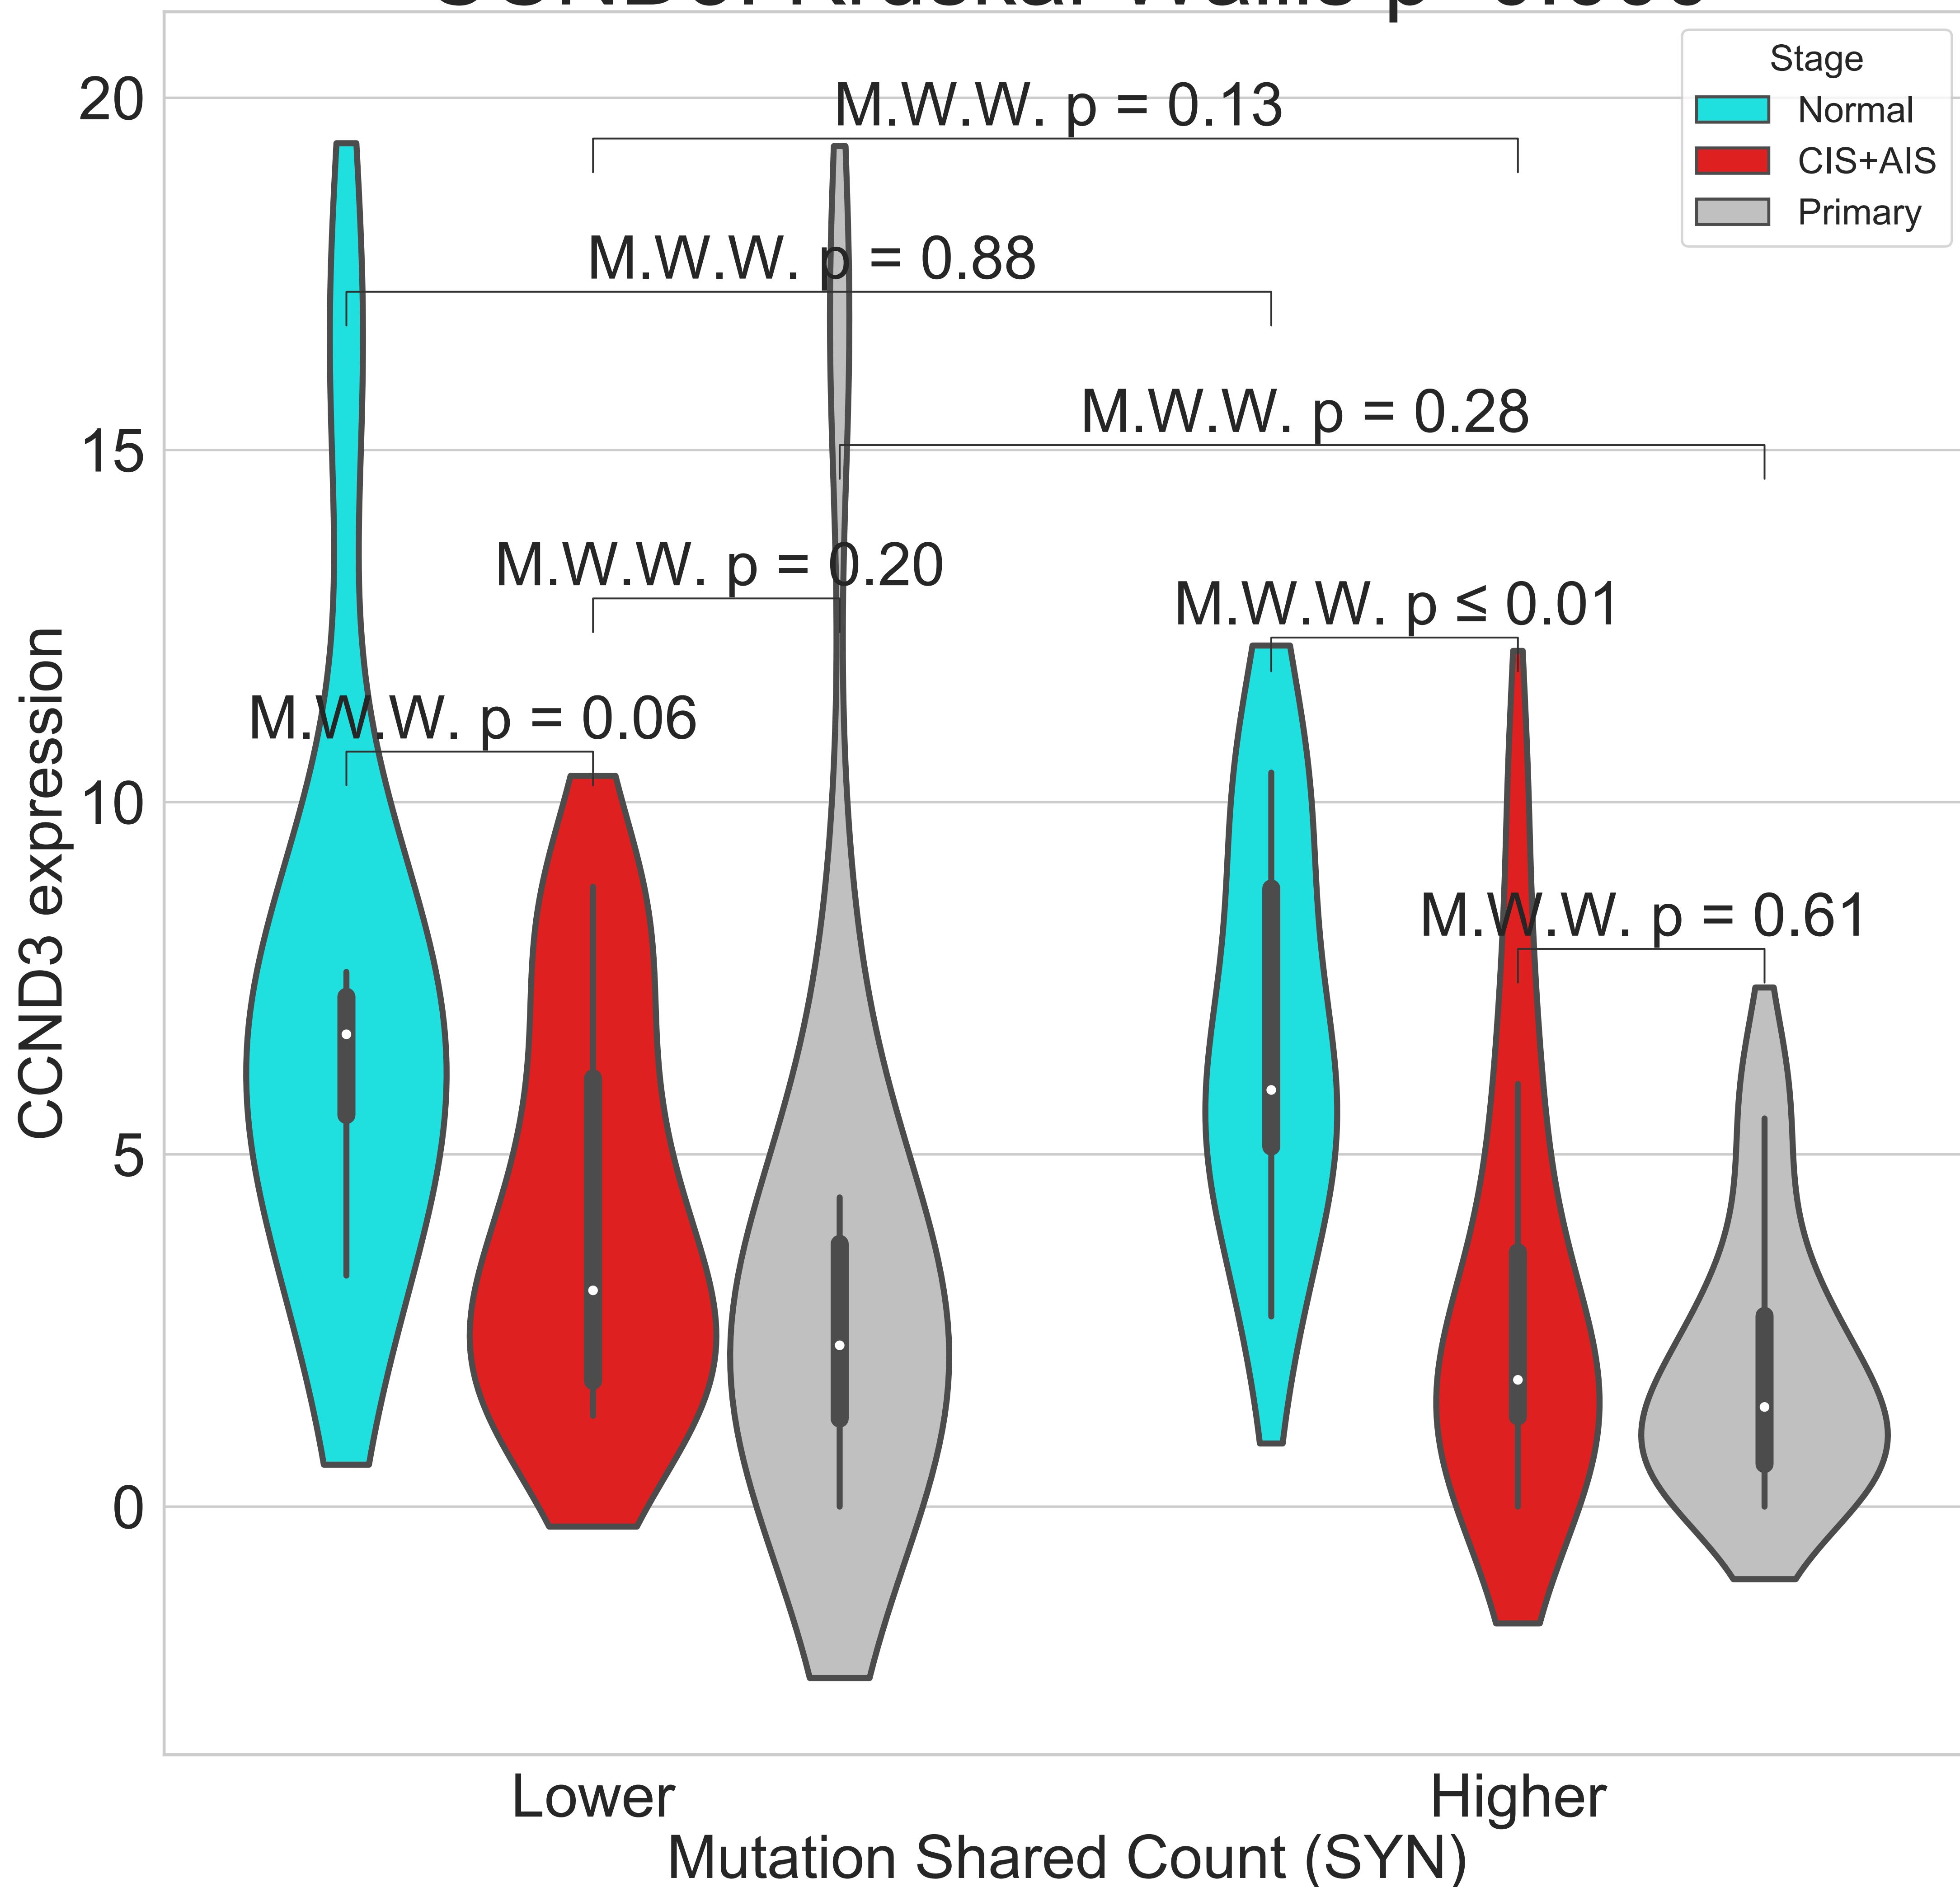 Stage
Normal
CIS+AIS
Primary
M.W.W. p = 0.13
M.W.W. p = 0.88
M.W.W. p = 0.28
M.W.W. p = 0.20
M.W.W. p ≤ 0.01
M.W.W. p = 0.06
M.W.W. p = 0.61
20
15
10
5
0
CCND3 expression
Lower
Higher
Mutation Shared Count (SYN)